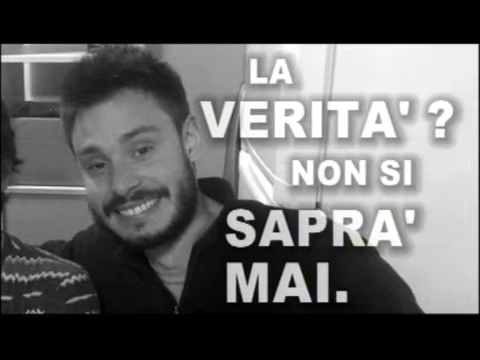 LA
VERITA' ?
NON SI
SAPRA'
MAI.